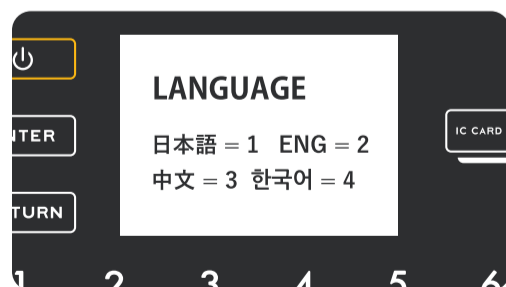 LANGUAGE
日本語 = 1 ENG = 2
中文 = 3 한국어 = 4
TURN
IC CARD
1 2 3 4 5 6